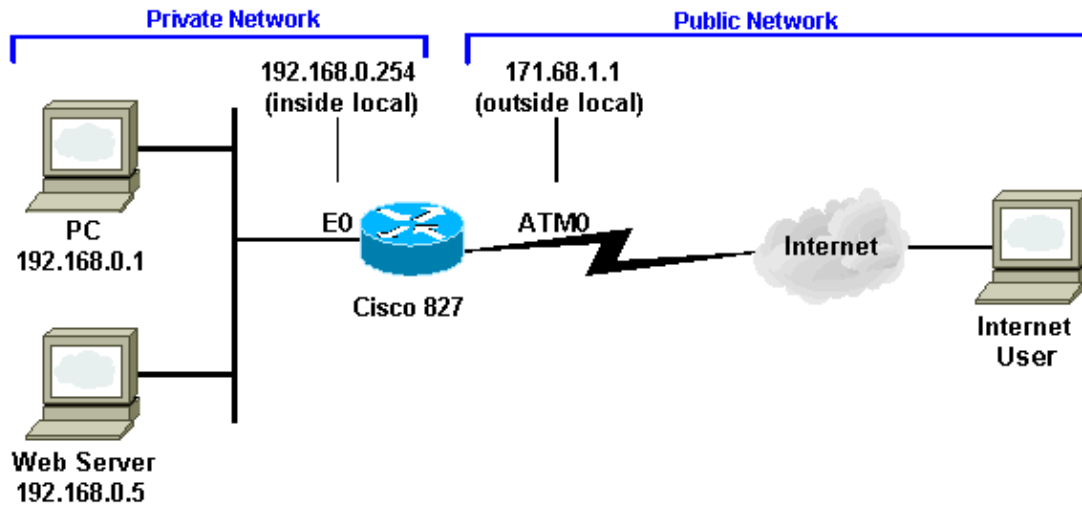 Private Network
Public Network
192.168.0.254
(inside local)
171.68.1.1
(outside local)
PC
192.168.0.1
E0
ATM0
Cisco 827
Internet
Internet
User
Web Server
192.168.0.5